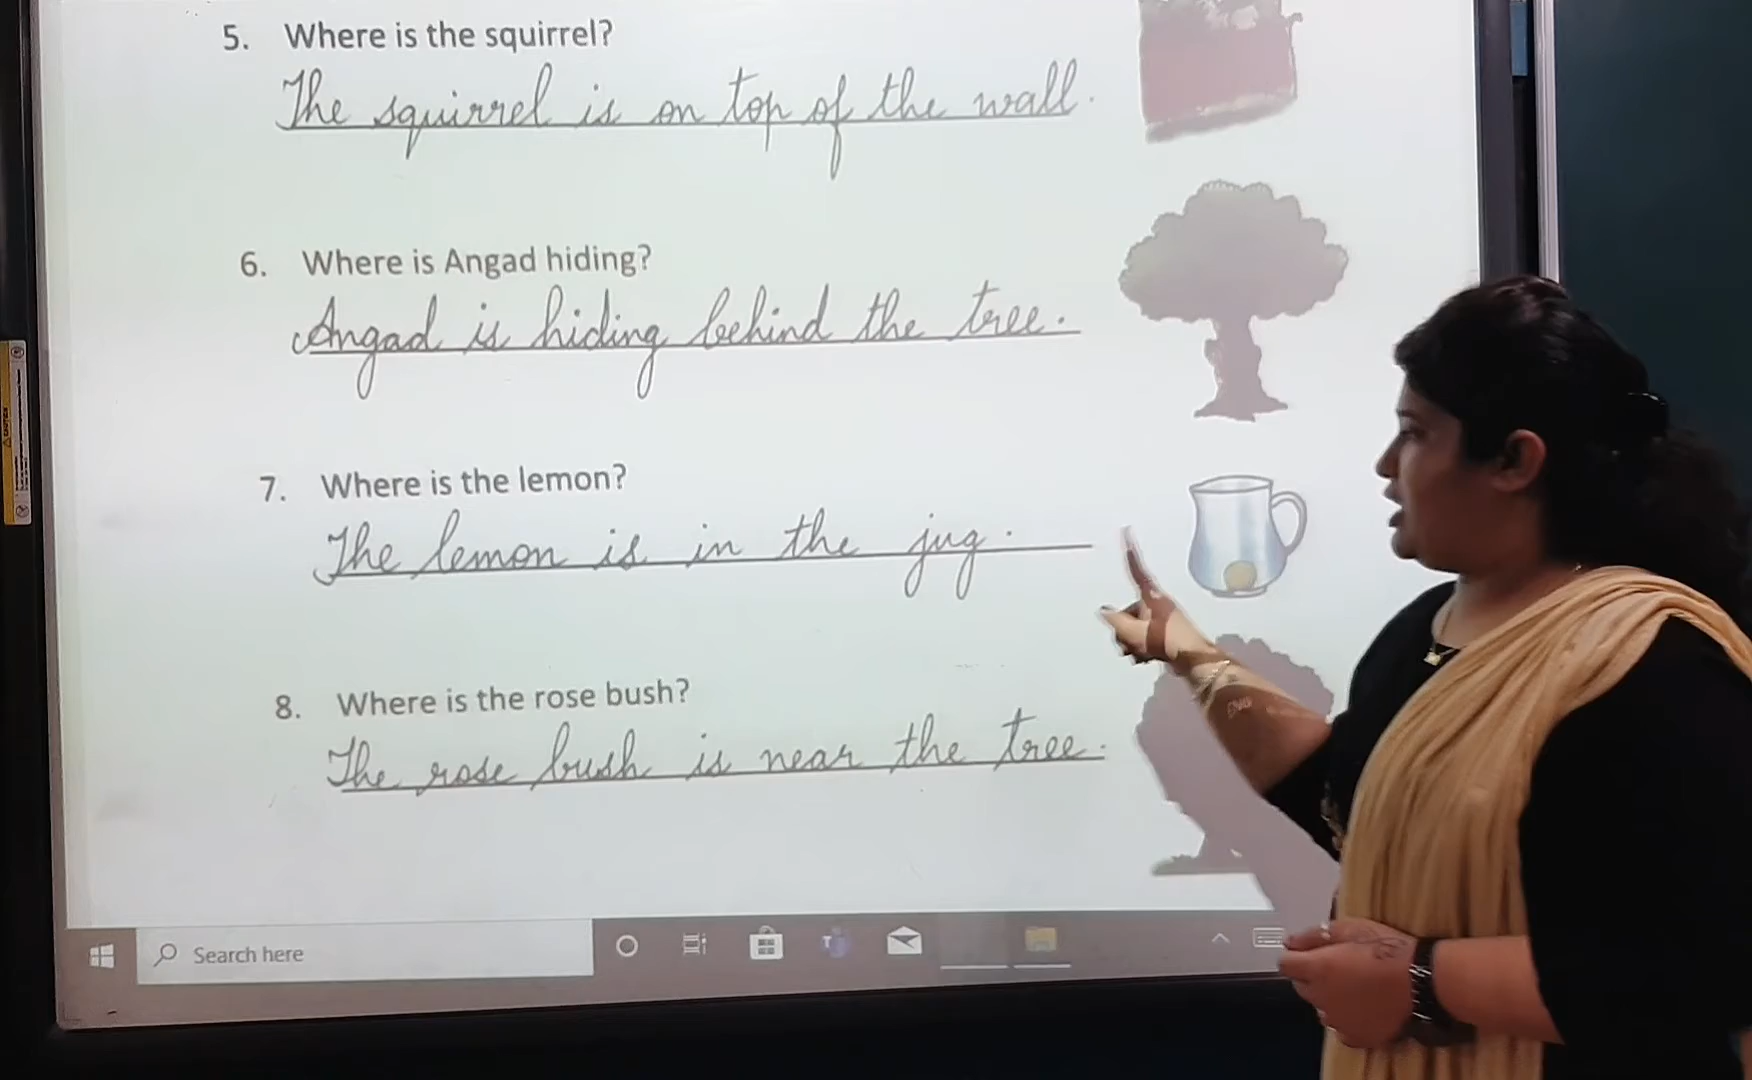 5. Where is the squirrel?
The squirrel is on top of the wall.
6. Where is Angad hiding?
Angad is hiding behind the tree.
7. Where is the lemon?
The lemon is in the jug.
8. Where is the rose bush?
The rose bush is near the tree.
Search here